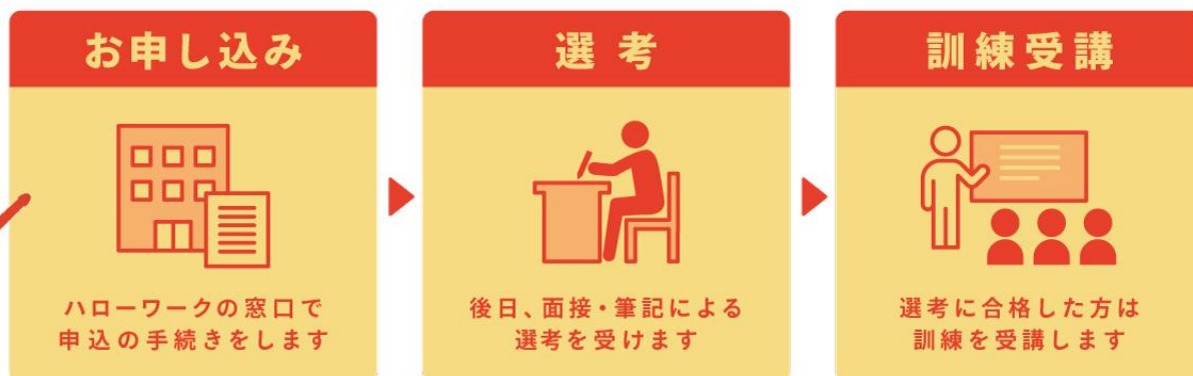 お申し込み
ハローワークの窓口で
申込の手続きをします
選考
後日、面接・筆記による
選考を受けます
訓練受講
選考に合格した方は
訓練を受講します